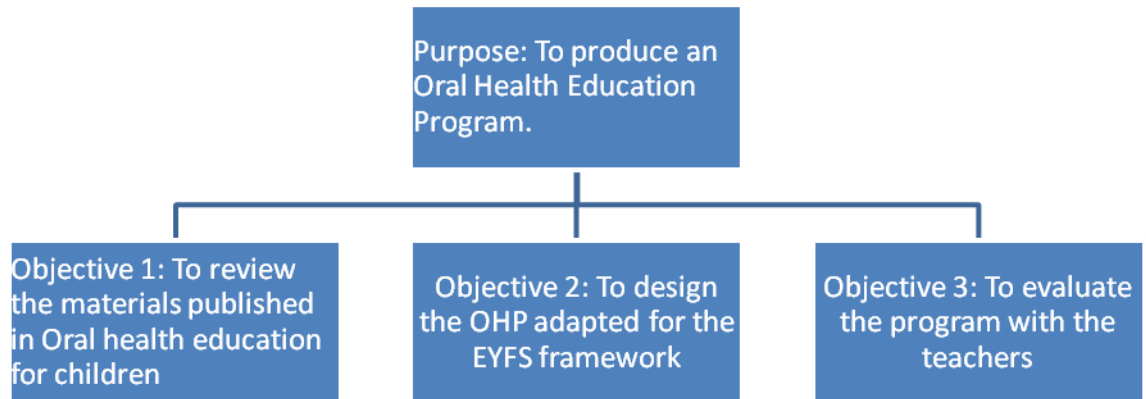 Purpose: To produce an
Oral Health Education
Program.
Objective 1: To review
the materials published
in Oral health education
for children
Objective 2: To design
the OHP adapted for the
EYFS framework
Objective 3: To evaluate
the program with the
teachers